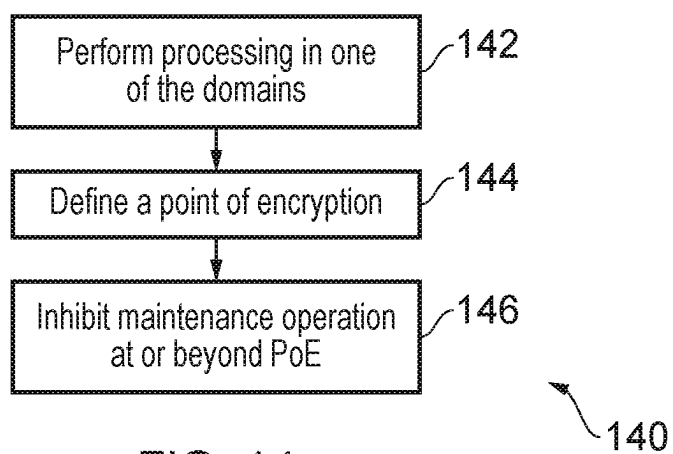 Perform processing in one
of the domains
142
Define a point of encryption
144
Inhibit maintenance operation
at or beyond PoE
146
140